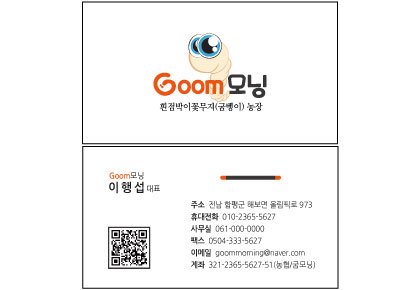 Goom모닝
흰점박이꽃무지(굼벵이) 농장
Goom모닝
이행섭 대표
주소 전남 함평군 해보면 올림픽로 973
휴대전화 010-2365-5627
사무실 061-000-0000
팩스 0504-333-5627
이메일 goommorning@naver.com
계좌 321-2365-5627-51(농협/굼모닝)